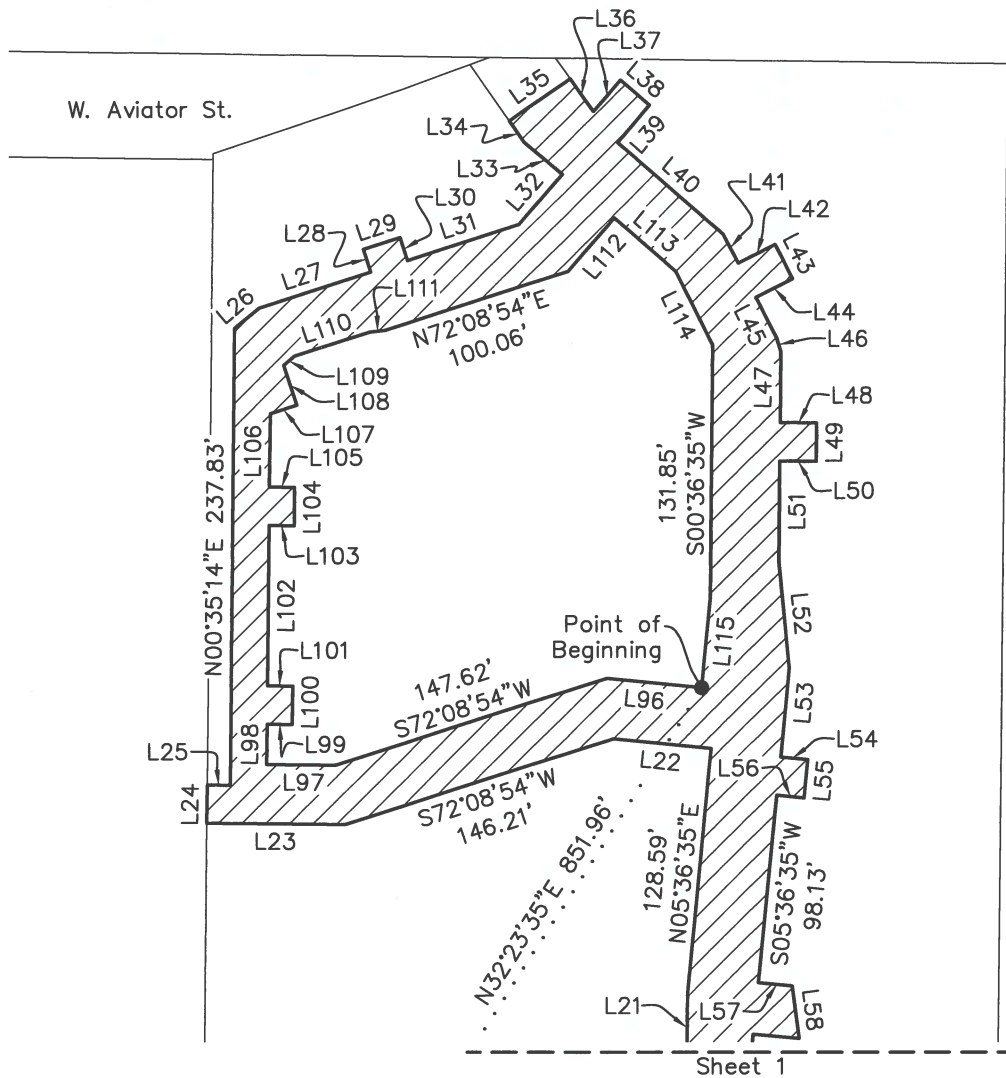 L36
L37
L38
L35
W. Aviator St.
L34
L39
L33
L40
L41
L32
L30
L42
L29
L31
L28
L43
L113
L27
L112
L44
L26
L111
L45
L114
L46
L110
N72°08'54"E
100.06'
L109
L47
L108
L48
L107
L106
L49
L105
L50
L104
131.85'
S00°36'35"W
L51
N00°35'14"E 237.83'
L103
L102
L52
Point of
Beginning
L115
L101
147.62'
S72°08'54"W
L96
L100
L53
L98
L99
L54
L25
L56
L55
L97
L22
L24
S72°08'54"W
146.21'
L23
N32°23'35"E 851.96'
128.59'
N05°36'35"E
S05°36'35"W
98.13'
L21
L57
L58
Sheet 1